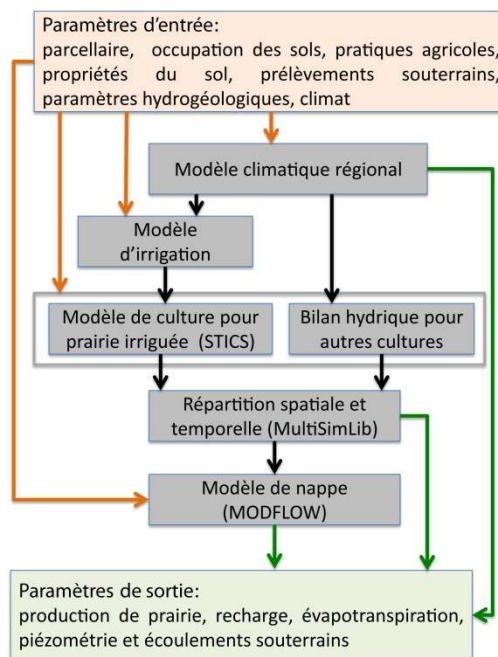 Paramètres d'entrée:
parcellaire, occupation des sols, pratiques agricoles,
propriétés du sol, prélèvements souterrains,
paramètres hydrogéologiques, climat
Modèle climatique régional
Modèle
d'irrigation
Modèle de culture pour
prairie irriguée (STICS)
Bilan hydrique pour
autres cultures
Répartition spatiale et
temporelle (MultiSimLib)
Modèle de nappe
(MODFLOW)
Paramètres de sortie:
production de prairie, recharge, évapotranspiration,
piézométrie et écoulements souterrains